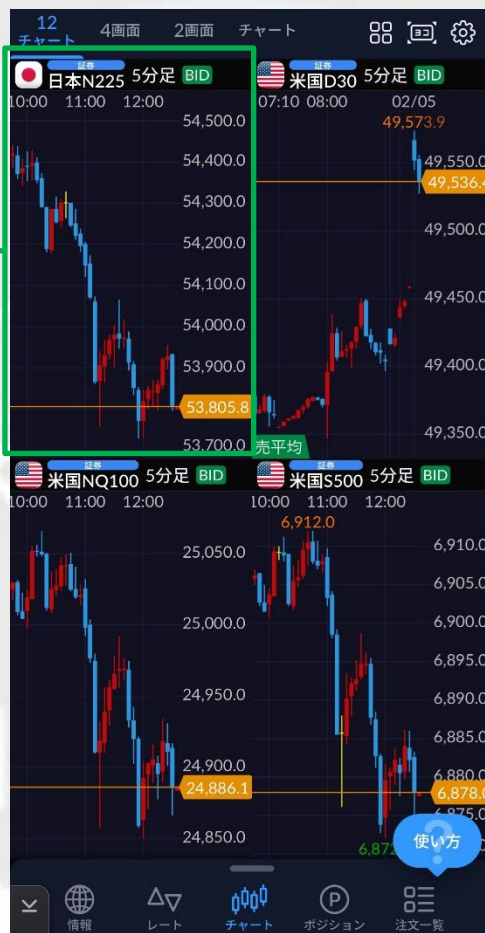 12
チャート
4画面
2画面
チャート
証券
日本N225 5分足 BID
10:00 11:00 12:00
54,500.0
54,400.0
54,300.0
54,200.0
54,100.0
54,000.0
53,900.0
53,805.8
53,700.0
証券
米国D30 5分足 BID
07:10 08:00 02/05
49,573.9
49,550.0
49,536.4
49,500.0
49,450.0
49,400.0
49,350.0
売平均
証券
米国NQ100 5分足 BID
10:00 11:00 12:00
25,050.0
25,000.0
24,950.0
24,900.0
24,886.1
24,850.0
証券
米国S500 5分足 BID
10:00 11:00 12:00
6,912.0
6,910.0
6,905.0
6,900.0
6,895.0
6,890.0
6,885.0
6,880.0
6,878.0
6,875.0
使い方
情報
レート
チャート
P
ポジション
注文一覧